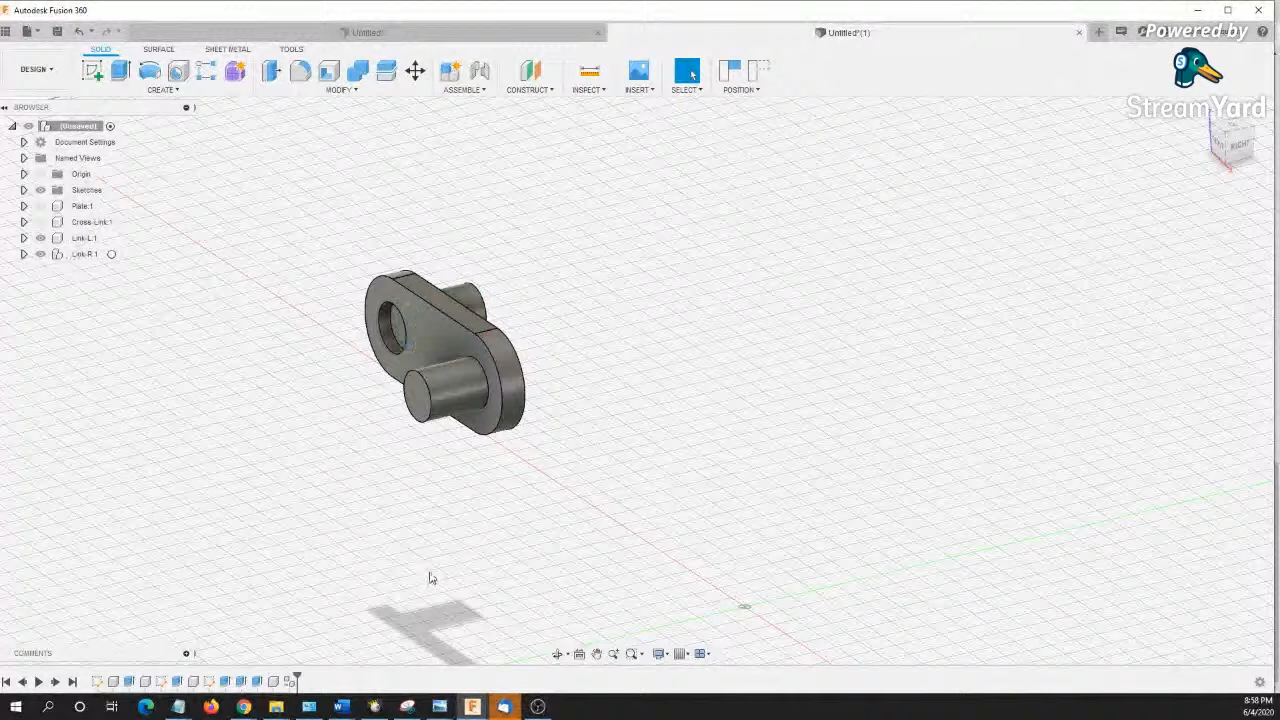 Autodesk Fusion 360
Untitled
Untitled*(1)
Powered by
StreamYard
SOLID
SURFACE
SHEET METAL
TOOLS
DESIGN
CREATE
MODIFY
ASSEMBLE
CONSTRUCT
INSPECT
INSERT
SELECT
POSITION
BROWSER
(Unsaved)
Document Settings
Named Views
Origin
Sketches
Plate:1
Cross-Link:1
Link-L:1
Link-R:1
RIGHT
COMMENTS
8:58 PM
6/4/2020